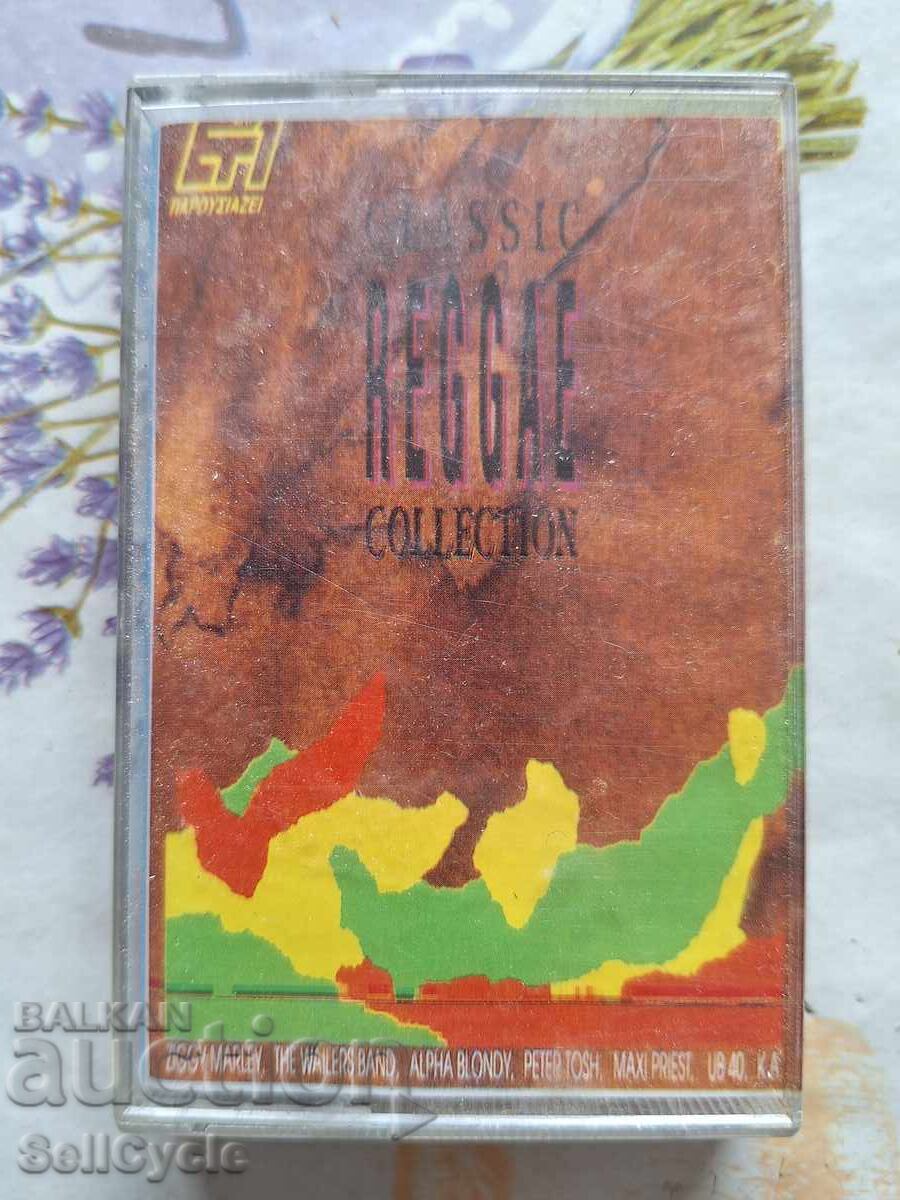 ΠΑΡΟΥΣΙΑΖΕΙ
CLASSIC
REGGAE
COLLECTION
ZIGGY MARLEY, THE WAILERS BAND, ALPHA BLONDY, PETER TOSH, MAXI PRIEST, UB 40, Κ.Α
BALKAN
auction
SellCycle